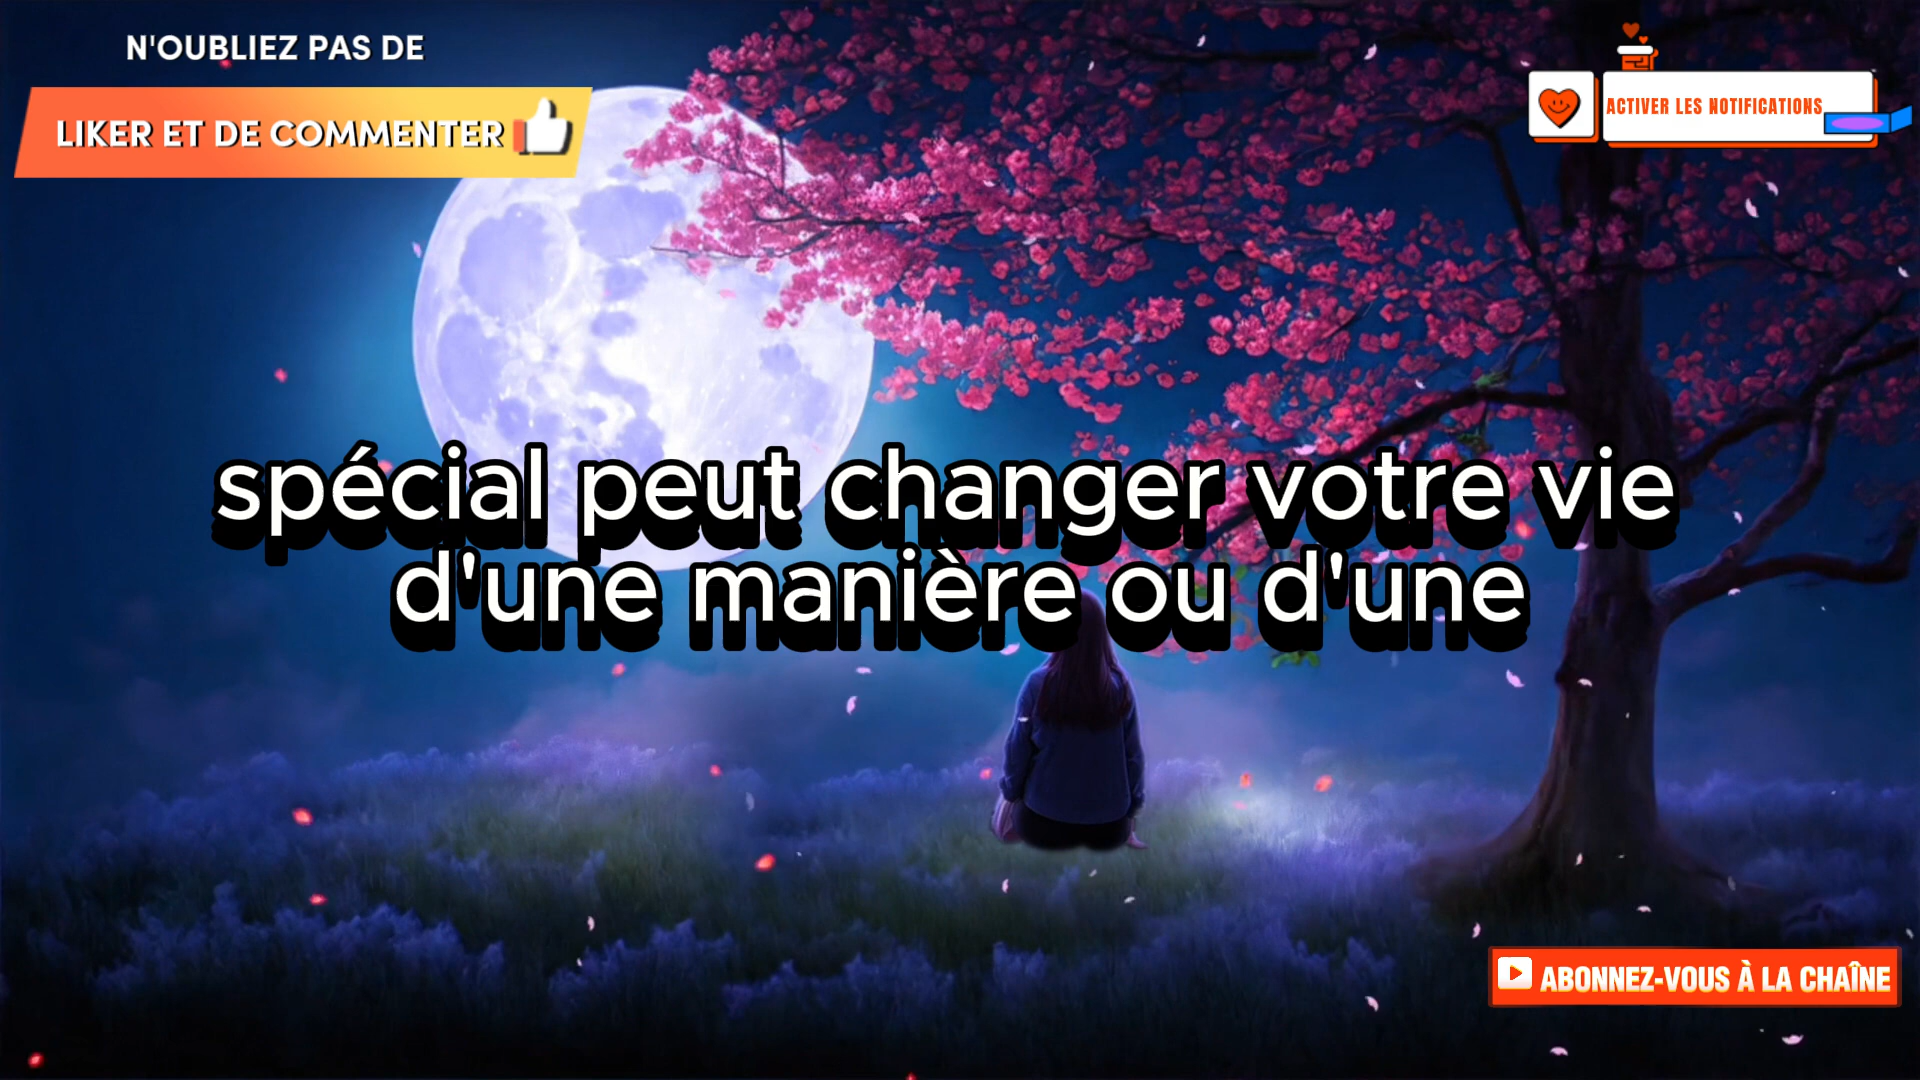 N'OUBLIEZ PAS DE
LIKER ET DE COMMENTER
ACTIVER LES NOTIFICATIONS
spécial peut changer votre vie
d'une manière ou d'une
ABONNEZ-VOUS À LA CHAÎNE